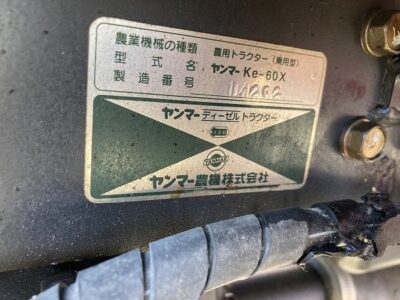 農業機械の種類 農用トラクター (乗用型)
型式名 ヤンマー Ke-60X
製造番号
ヤンマーディーゼルトラクター
ヤンマー農機株式会社